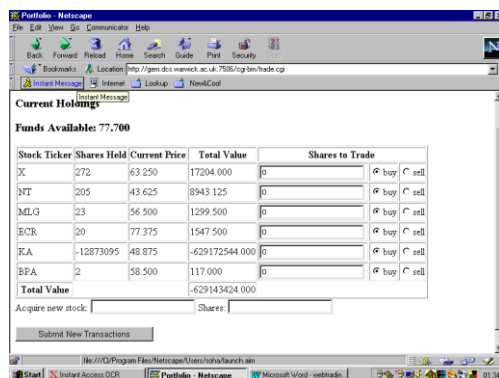 Portfolio - Netscape
File Edit View Go Communicator Help
Back Forward Reload Home Search Guide Print Security
Bookmarks Location: http://gem.dcs.warwick.ac.uk:7506/cgi-bin/trade.cgi
Instant Message Internet Lookup New&Cool
Instant Message
Current Holdings
Funds Available: 77.700
Stock Ticker Shares Held Current Price Total Value Shares to Trade
X 272 63.250 17204.000 0 buy sell
NT 205 43.625 8943.125 0 buy sell
MLG 23 56.500 1299.500 0 buy sell
ECR 20 77.375 1547.500 0 buy sell
KA -12873095 48.875 -629172544.000 0 buy sell
BPA 2 58.500 117.000 0 buy sell
Total Value -629143424.000
Acquire new stock: Shares:
Submit New Transactions
file:///C|/Program Files/Netscape/Users/soha/launch.aim
Start Instant Access OCR Portfolio - Netscape Microsoft Word - webtradin...